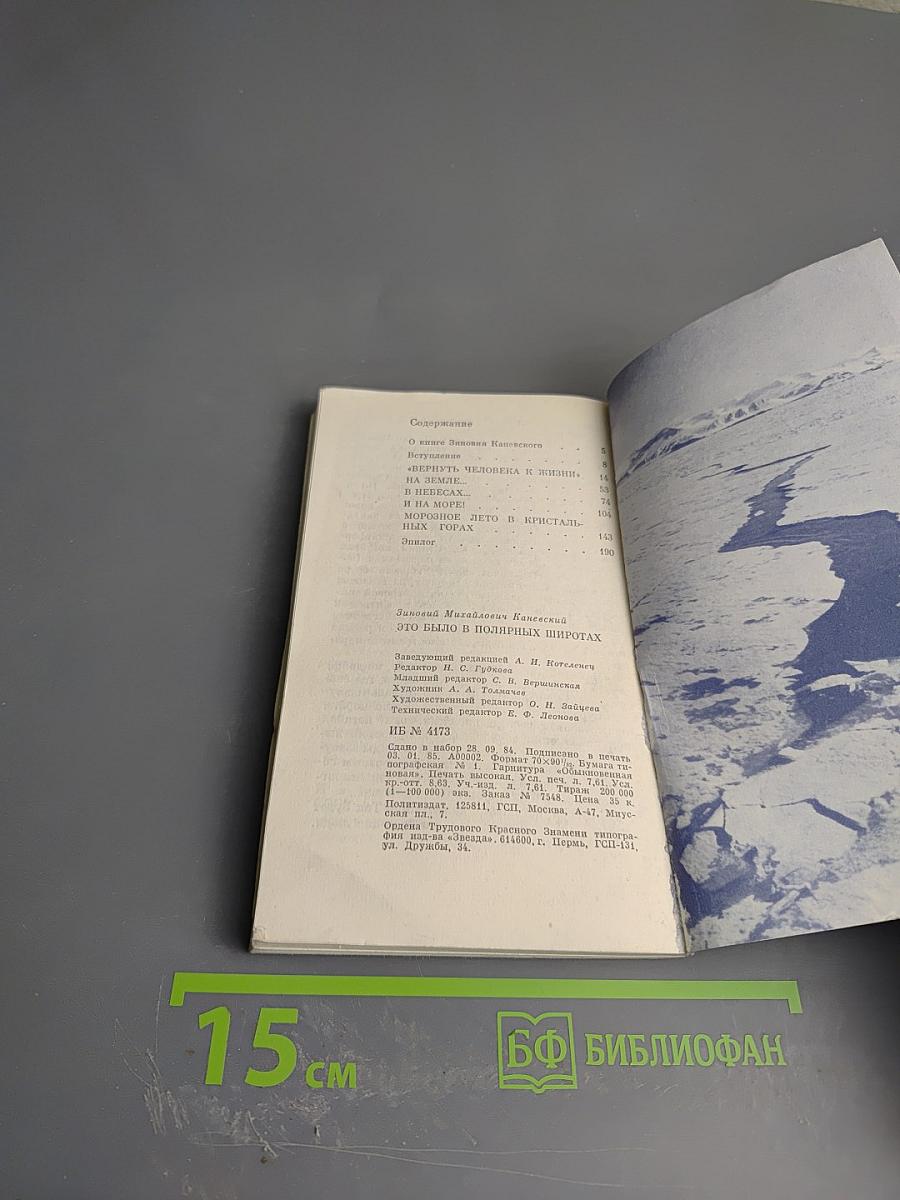 Содержание
О книге Зиновия Каневского . . 5
Вступление . . . . . . . 8
«ВЕРНУТЬ ЧЕЛОВЕКА К ЖИЗНИ» 14
НА ЗЕМЛЕ... . . . . . . . 53
В НЕБЕСАХ... . . . . . . . 74
И НА МОРЕ! . . . . . . . 104
МОРОЗНОЕ ЛЕТО В КРИСТАЛЬ-
НЫХ ГОРАХ . . . . . . 143
Эпилог . . . . . . . . 190
Зиновий Михайлович Каневский
ЭТО БЫЛО В ПОЛЯРНЫХ ШИРОТАХ
Заведующий редакцией А. И. Котеленец
Редактор Н. С. Гудкова
Младший редактор С. В. Вершинская
Художник А. А. Толмачев
Художественный редактор О. Н. Зайцева
Технический редактор Е. Ф. Леонова
ИБ № 4173
Сдано в набор 28. 09. 84. Подписано в печать
03. 01. 85. А00002. Формат 70×90¹/₃₂. Бумага ти-
пографская № 1. Гарнитура «Обыкновенная
новая». Печать высокая. Усл. печ. л. 7,61. Усл.
кр.-отт. 8,63. Уч.-изд. л. 7,61. Тираж 200 000
(1—100 000) экз. Заказ № 7548. Цена 35 к.
Политиздат, 125811, ГСП, Москва, А-47, Миус-
ская пл., 7.
Ордена Трудового Красного Знамени типогра-
фия изд-ва «Звезда». 614600, г. Пермь, ГСП-131,
ул. Дружбы, 34.
15 см
БФ БИБЛИОФАН